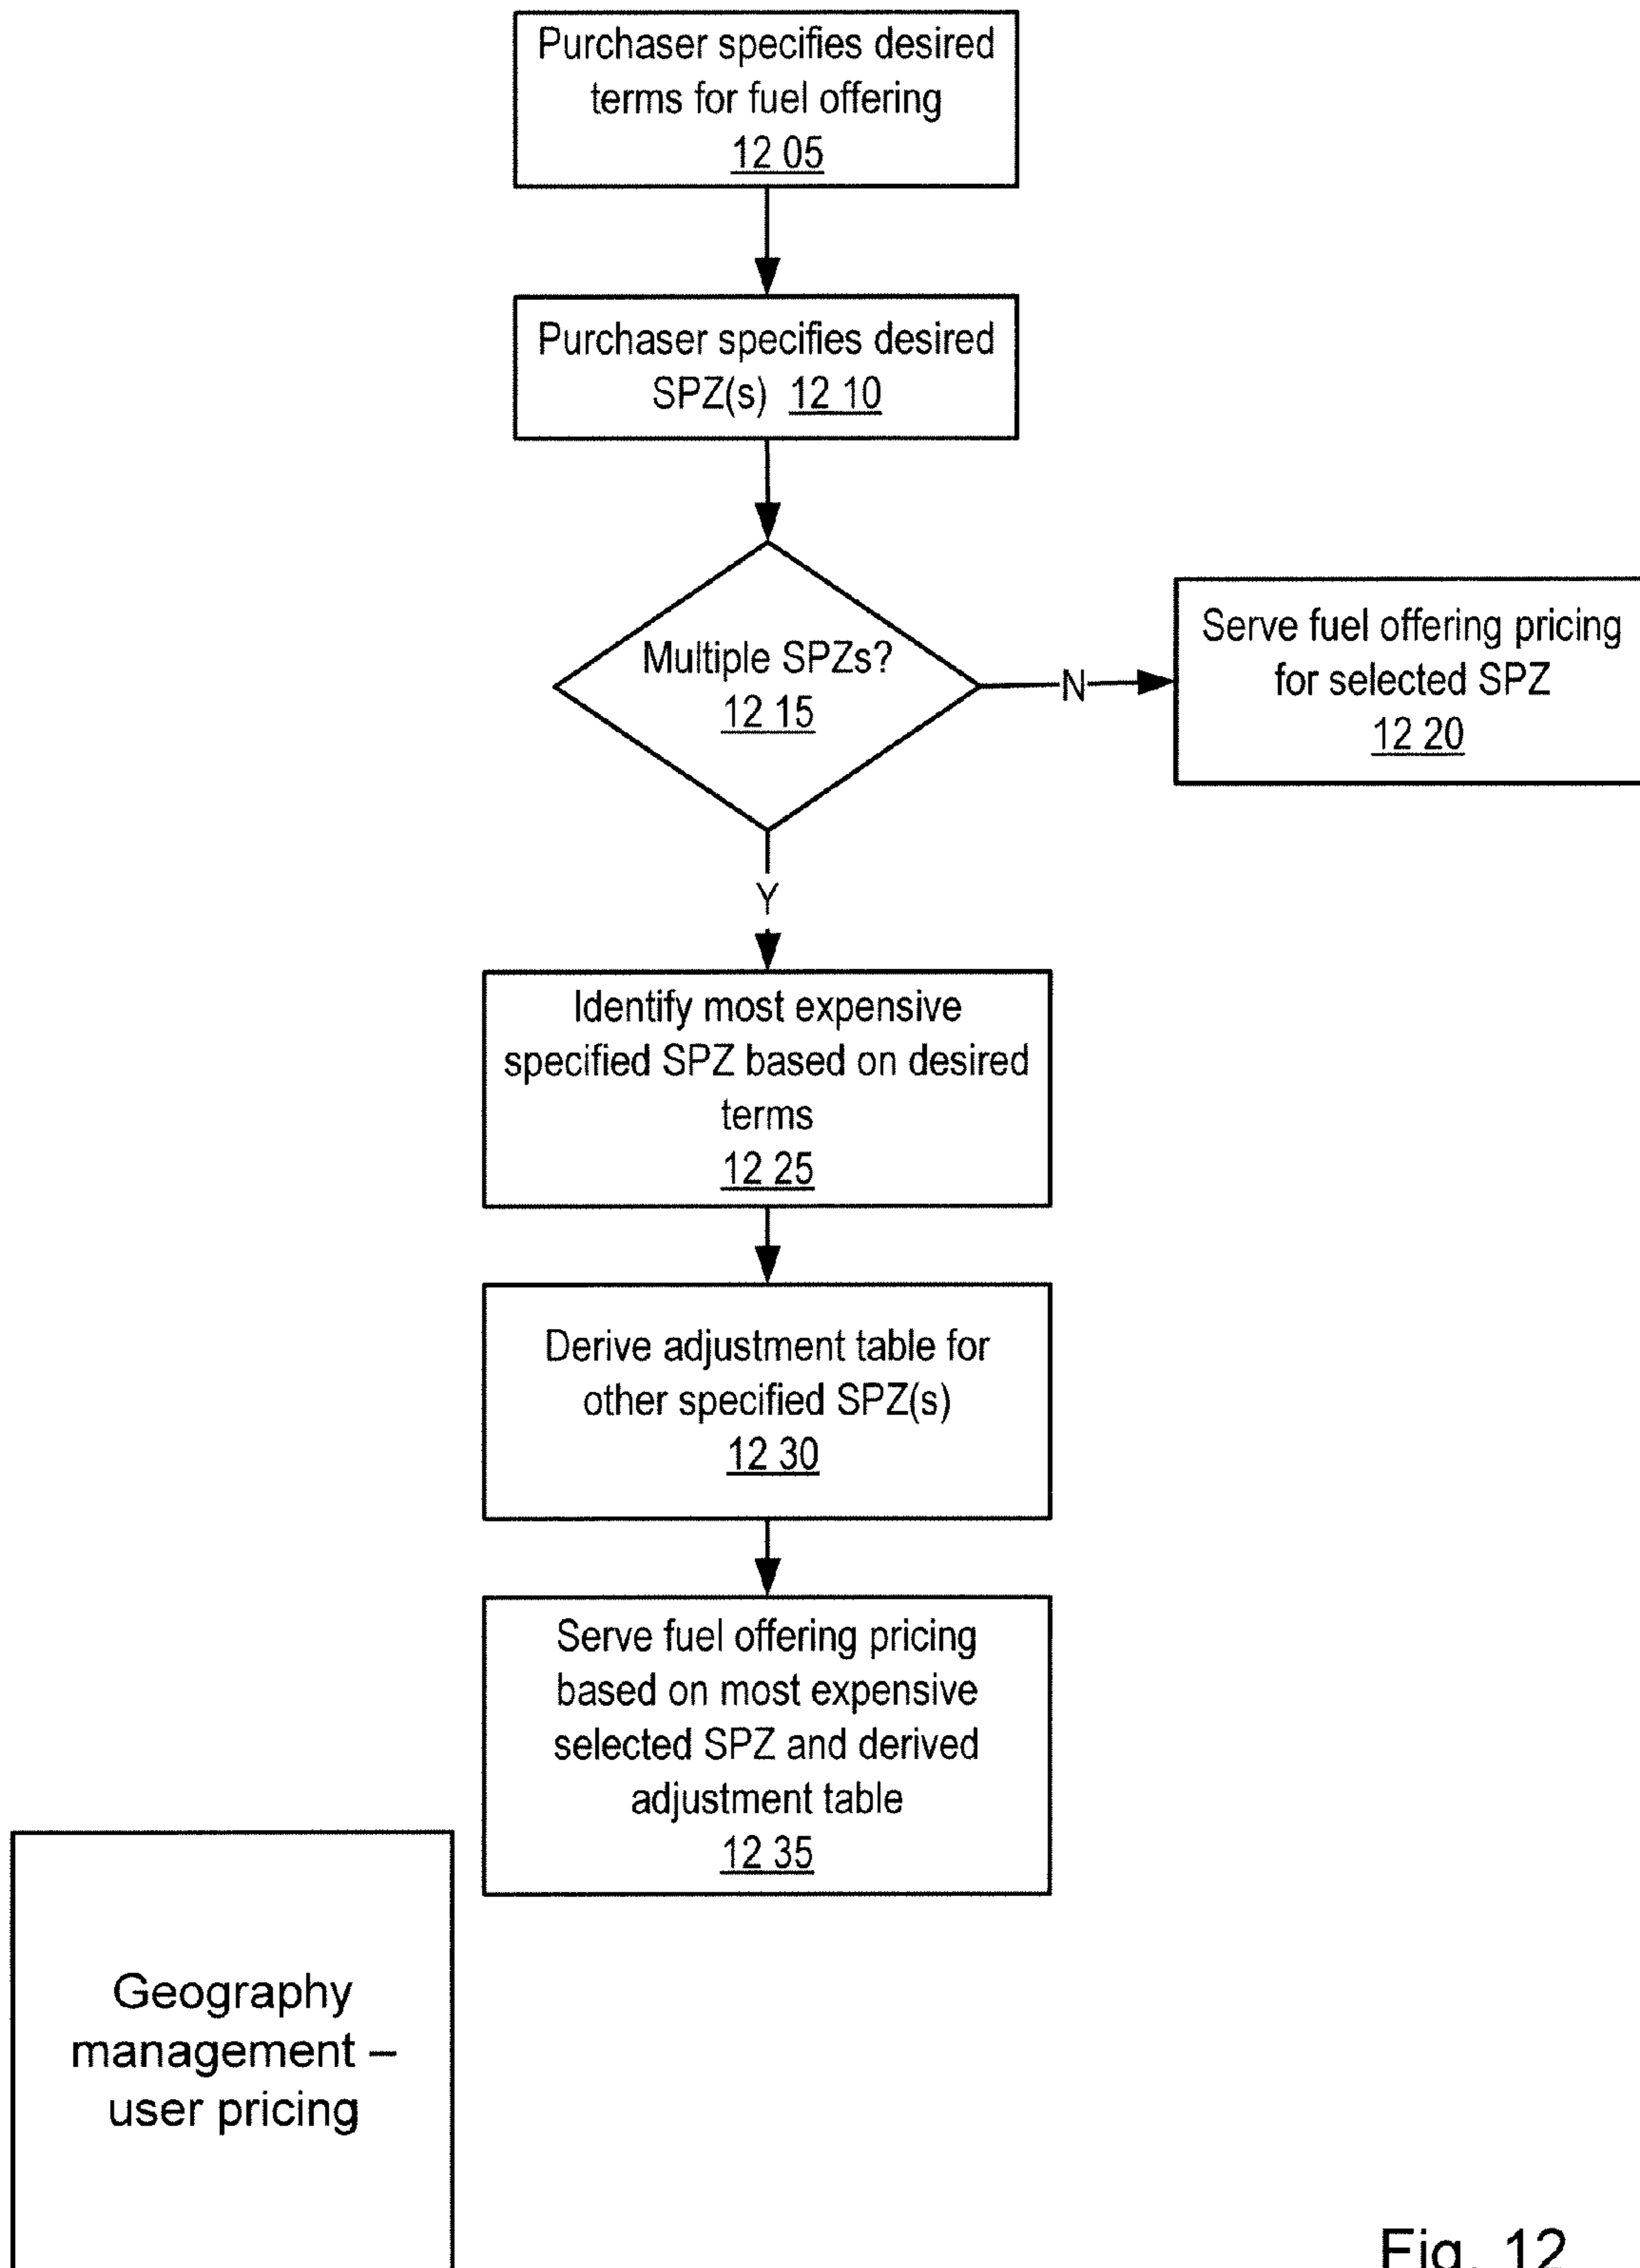 Purchaser specifies desired
terms for fuel offering
12 05
Purchaser specifies desired
SPZ(s) 12 10
Multiple SPZs?
12 15
N
Serve fuel offering pricing
for selected SPZ
12 20
Y
Identify most expensive
specified SPZ based on desired
terms
12 25
Derive adjustment table for
other specified SPZ(s)
12 30
Serve fuel offering pricing
based on most expensive
selected SPZ and derived
adjustment table
12 35
Geography
management –
user pricing
Fig. 12